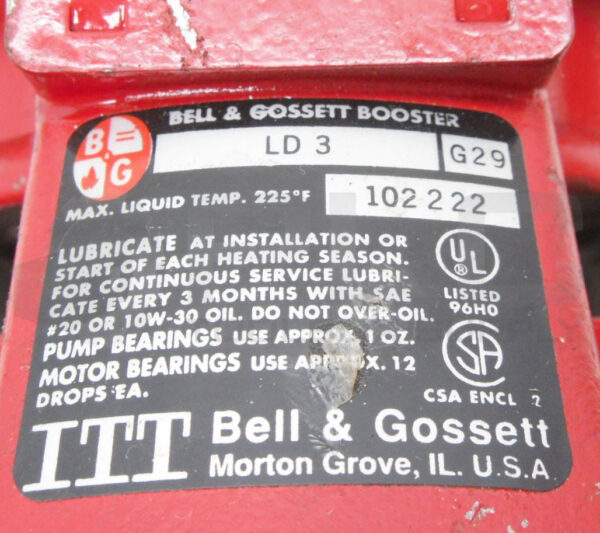 BELL & GOSSETT BOOSTER
B & G
LD 3
G29
MAX. LIQUID TEMP. 225°F
102222
LUBRICATE AT INSTALLATION OR
START OF EACH HEATING SEASON.
FOR CONTINUOUS SERVICE LUBRI-
CATE EVERY 3 MONTHS WITH SAE
#20 OR 10W-30 OIL. DO NOT OVER-OIL.
PUMP BEARINGS USE APPROX. 1 OZ.
MOTOR BEARINGS USE APPROX. 12
DROPS EA.
UL
®
LISTED
96H0
CSA
CSA ENCL 2
ITT Bell & Gossett
Morton Grove, IL. U.S.A